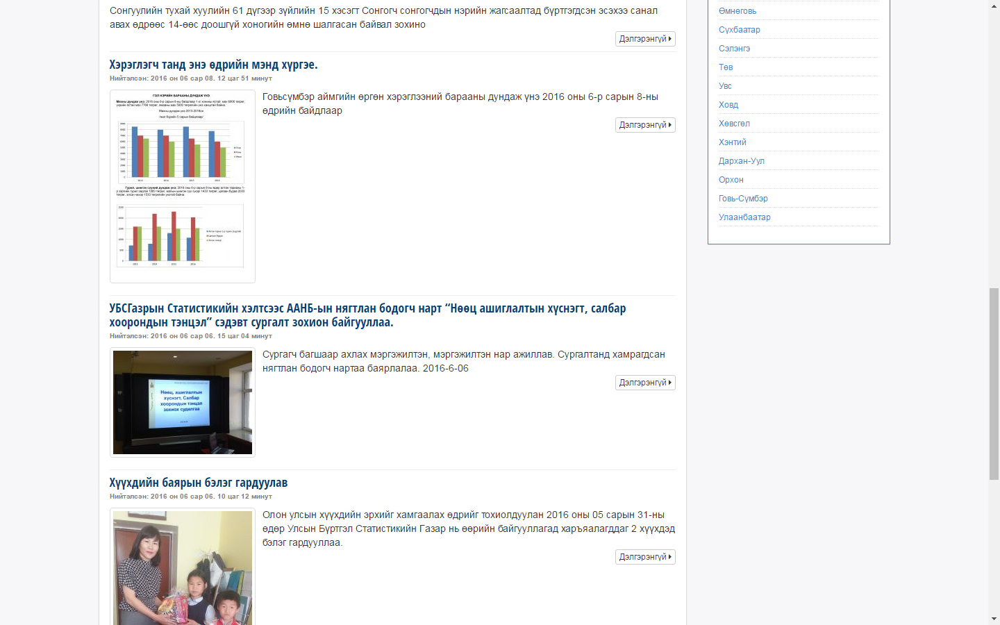 Сонгуулийн тухай хуулийн 61 дүгээр зүйлийн 15 хэсэгт Сонгогч сонгогчдын нэрийн жагсаалтад бүртгэгдсэн эсэхээ санал
авах өдрөөс 14-өөс доошгүй хоногийн өмнө шалгасан байвал зохино
Дэлгэрэнгүй
Хэрэглэгч танд энэ өдрийн мэнд хүргэе.
Нийтэлсэн: 2016 он 06 сар 08. 12 цаг 51 минут
ГОЛ НЭРИЙН БАРААНЫ ДУНДАЖ ҮНЭ
Говьсүмбэр аймгийн өргөн хэрэглээний барааны дундаж үнэ 2016 оны 6-р сарын 8-ны
өдрийн байдлаар
Дэлгэрэнгүй
УБСГазрын Статистикийн хэлтсээс ААНБ-ын нягтлан бодогч нарт “Нөөц ашиглалтын хүснэгт, салбар
хоорондын тэнцэл” сэдэвт сургалт зохион байгууллаа.
Нийтэлсэн: 2016 он 06 сар 06. 15 цаг 04 минут
Нөөц, ашиглалтын
хүснэгт, Салбар
хоорондын тэнцэл
зохиох судалгаа
Сургагч багшаар ахлах мэргэжилтэн, мэргэжилтэн нар ажиллав. Сургалтанд хамрагдсан
нягтлан бодогч нартаа баярлалаа. 2016-6-06
Дэлгэрэнгүй
Хүүхдийн баярын бэлэг гардуулав
Нийтэлсэн: 2016 он 06 сар 06. 10 цаг 12 минут
Олон улсын хүүхдийн эрхийг хамгаалах өдрийг тохиолдуулан 2016 оны 05 сарын 31-ны
өдөр Улсын Бүртгэл Статистикийн Газар нь өөрийн байгууллагад харъяалагддаг 2 хүүхдэд
бэлэг гардууллаа.
Дэлгэрэнгүй
Өмнөговь
Сүхбаатар
Сэлэнгэ
Төв
Увс
Ховд
Хөвсгөл
Хэнтий
Дархан-Уул
Орхон
Говь-Сүмбэр
Улаанбаатар